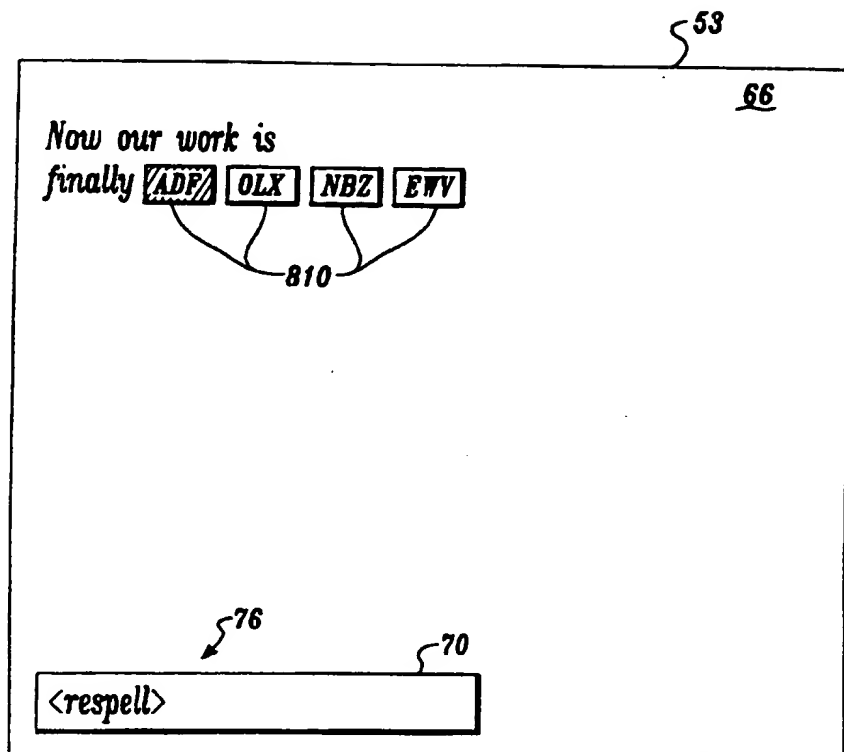 53
66
Now our work is
finally ADF OLX NBZ EWV
810
76
70
<respell>